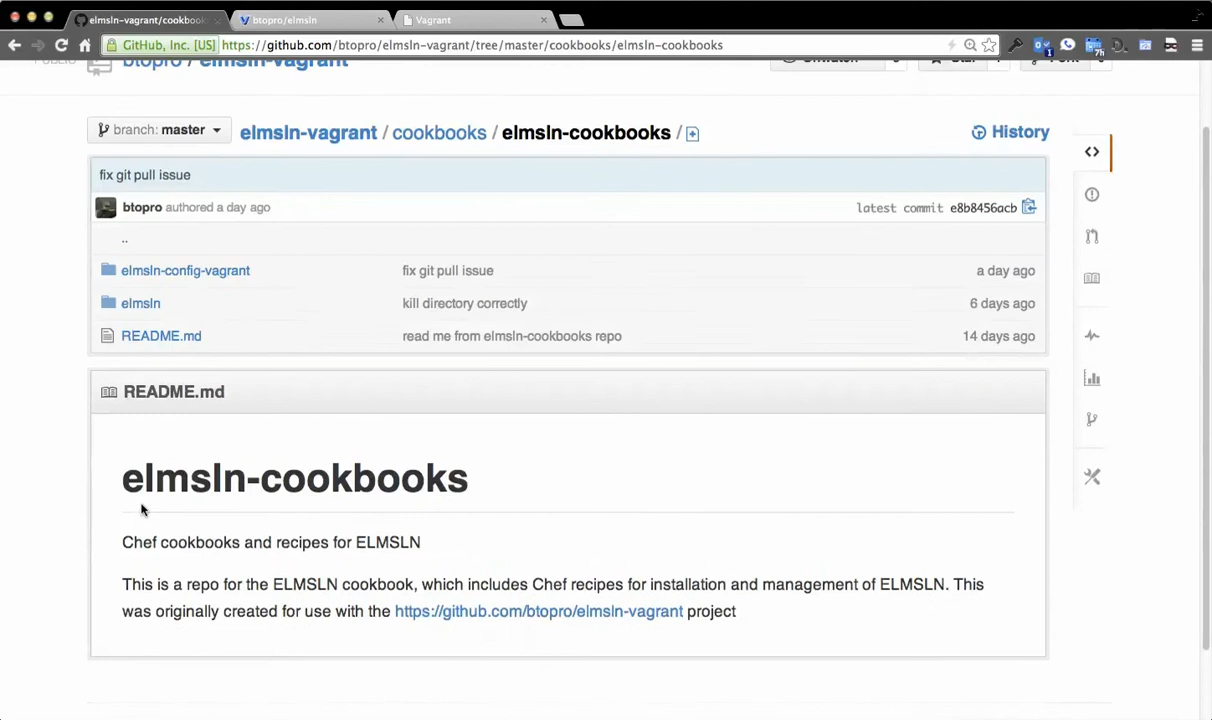 elmsln-vagrant/cookbook
btopro/elmsln
Vagrant
GitHub, Inc. [US] https://github.com/btopro/elmsln-vagrant/tree/master/cookbooks/elmsln-cookbooks
1
7h
btopro / elmsln-vagrant
branch: master
elmsln-vagrant / cookbooks / elmsln-cookbooks /
History
fix git pull issue
btopro authored a day ago
latest commit e8b8456acb
..
elmsln-config-vagrant fix git pull issue a day ago
elmsln kill directory correctly 6 days ago
README.md read me from elmsln-cookbooks repo 14 days ago
README.md
elmsln-cookbooks
Chef cookbooks and recipes for ELMSLN
This is a repo for the ELMSLN cookbook, which includes Chef recipes for installation and management of ELMSLN. This
was originally created for use with the https://github.com/btopro/elmsln-vagrant project